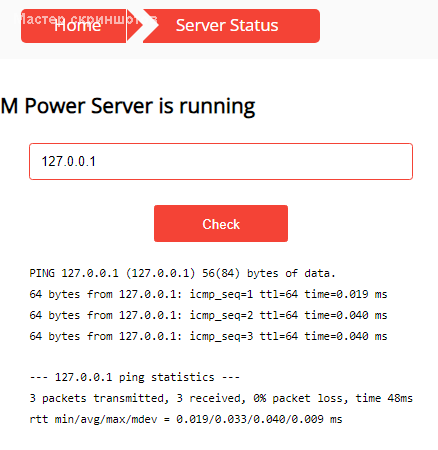 Мастер скриншотов
Home
Server Status
M Power Server is running
127.0.0.1
Check
PING 127.0.0.1 (127.0.0.1) 56(84) bytes of data.
64 bytes from 127.0.0.1: icmp_seq=1 ttl=64 time=0.019 ms
64 bytes from 127.0.0.1: icmp_seq=2 ttl=64 time=0.040 ms
64 bytes from 127.0.0.1: icmp_seq=3 ttl=64 time=0.040 ms
--- 127.0.0.1 ping statistics ---
3 packets transmitted, 3 received, 0% packet loss, time 48ms
rtt min/avg/max/mdev = 0.019/0.033/0.040/0.009 ms